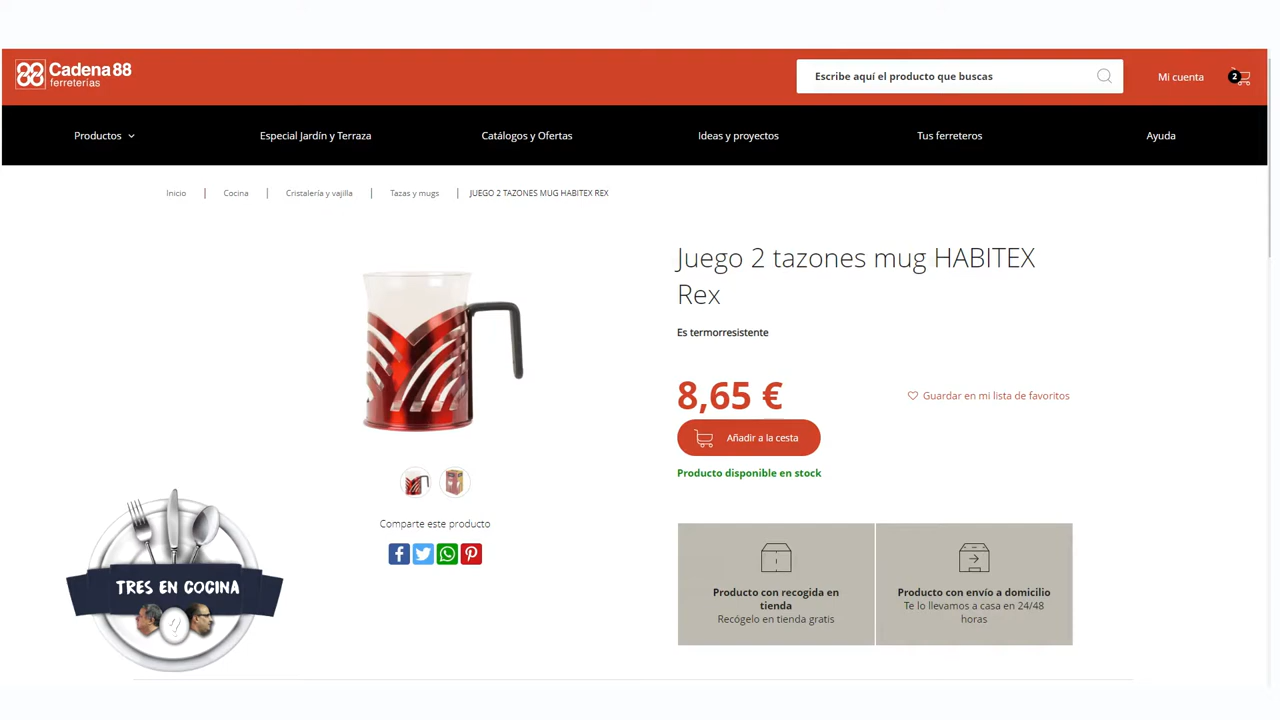 88 Cadena88
ferreterías
Escribe aquí el producto que buscas
Mi cuenta
2
Productos
Especial Jardín y Terraza
Catálogos y Ofertas
Ideas y proyectos
Tus ferreteros
Ayuda
Inicio | Cocina | Cristalería y vajilla | Tazas y mugs | JUEGO 2 TAZONES MUG HABITEX REX
Juego 2 tazones mug HABITEX
Rex
Es termorresistente
8,65 €
Guardar en mi lista de favoritos
Añadir a la cesta
Producto disponible en stock
Comparte este producto
Producto con recogida en
tienda
Recógelo en tienda gratis
Producto con envío a domicilio
Te lo llevamos a casa en 24/48
horas
TRES EN COCINA
?